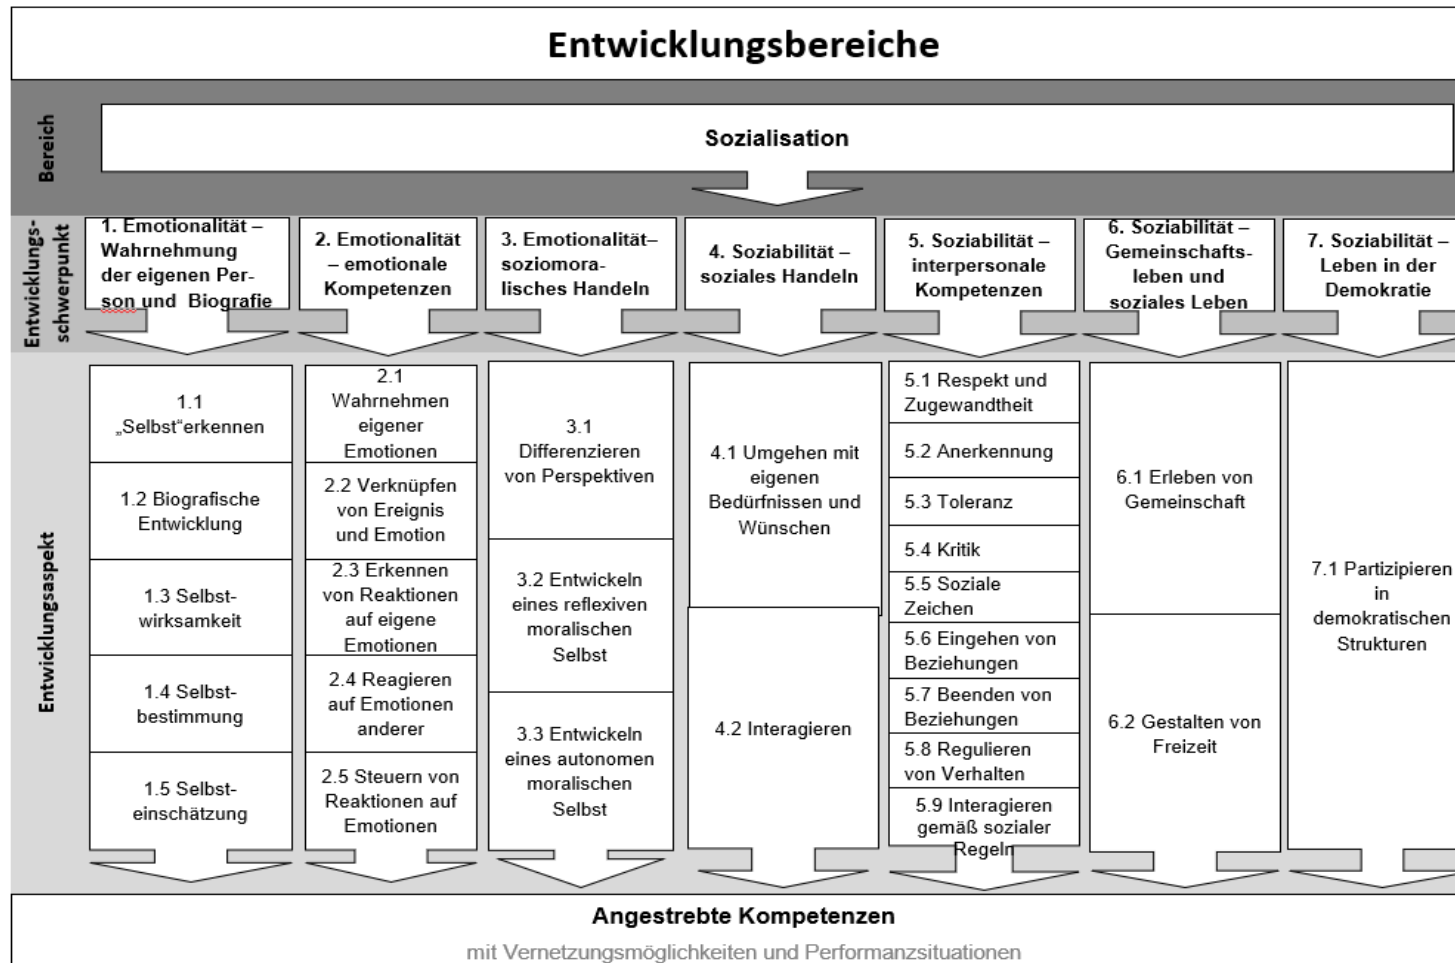 Entwicklungsbereiche
Bereich
Sozialisation
Entwicklungs-
schwerpunkt
1. Emotionalität –
Wahrnehmung
der eigenen Per-
son und Biografie
2. Emotionalität
– emotionale
Kompetenzen
3. Emotionalität–
soziomora-
lisches Handeln
4. Soziabilität –
soziales Handeln
5. Soziabilität –
interpersonale
Kompetenzen
6. Soziabilität –
Gemeinschafts-
leben und
soziales Leben
7. Soziabilität –
Leben in der
Demokratie
Entwicklungsaspekt
1.1
„Selbst“erkennen
1.2 Biografische
Entwicklung
1.3 Selbst-
wirksamkeit
1.4 Selbst-
bestimmung
1.5 Selbst-
einschätzung
2.1
Wahrnehmen
eigener
Emotionen
2.2 Verknüpfen
von Ereignis
und Emotion
2.3 Erkennen
von Reaktionen
auf eigene
Emotionen
2.4 Reagieren
auf Emotionen
anderer
2.5 Steuern von
Reaktionen auf
Emotionen
3.1
Differenzieren
von Perspektiven
3.2 Entwickeln
eines reflexiven
moralischen
Selbst
3.3 Entwickeln
eines autonomen
moralischen
Selbst
4.1 Umgehen mit
eigenen
Bedürfnissen und
Wünschen
4.2 Interagieren
5.1 Respekt und
Zugewandtheit
5.2 Anerkennung
5.3 Toleranz
5.4 Kritik
5.5 Soziale
Zeichen
5.6 Eingehen von
Beziehungen
5.7 Beenden von
Beziehungen
5.8 Regulieren
von Verhalten
5.9 Interagieren
gemäß sozialer
Regeln
6.1 Erleben von
Gemeinschaft
6.2 Gestalten von
Freizeit
7.1 Partizipieren
in
demokratischen
Strukturen
Angestrebte Kompetenzen
mit Vernetzungsmöglichkeiten und Performanzsituationen